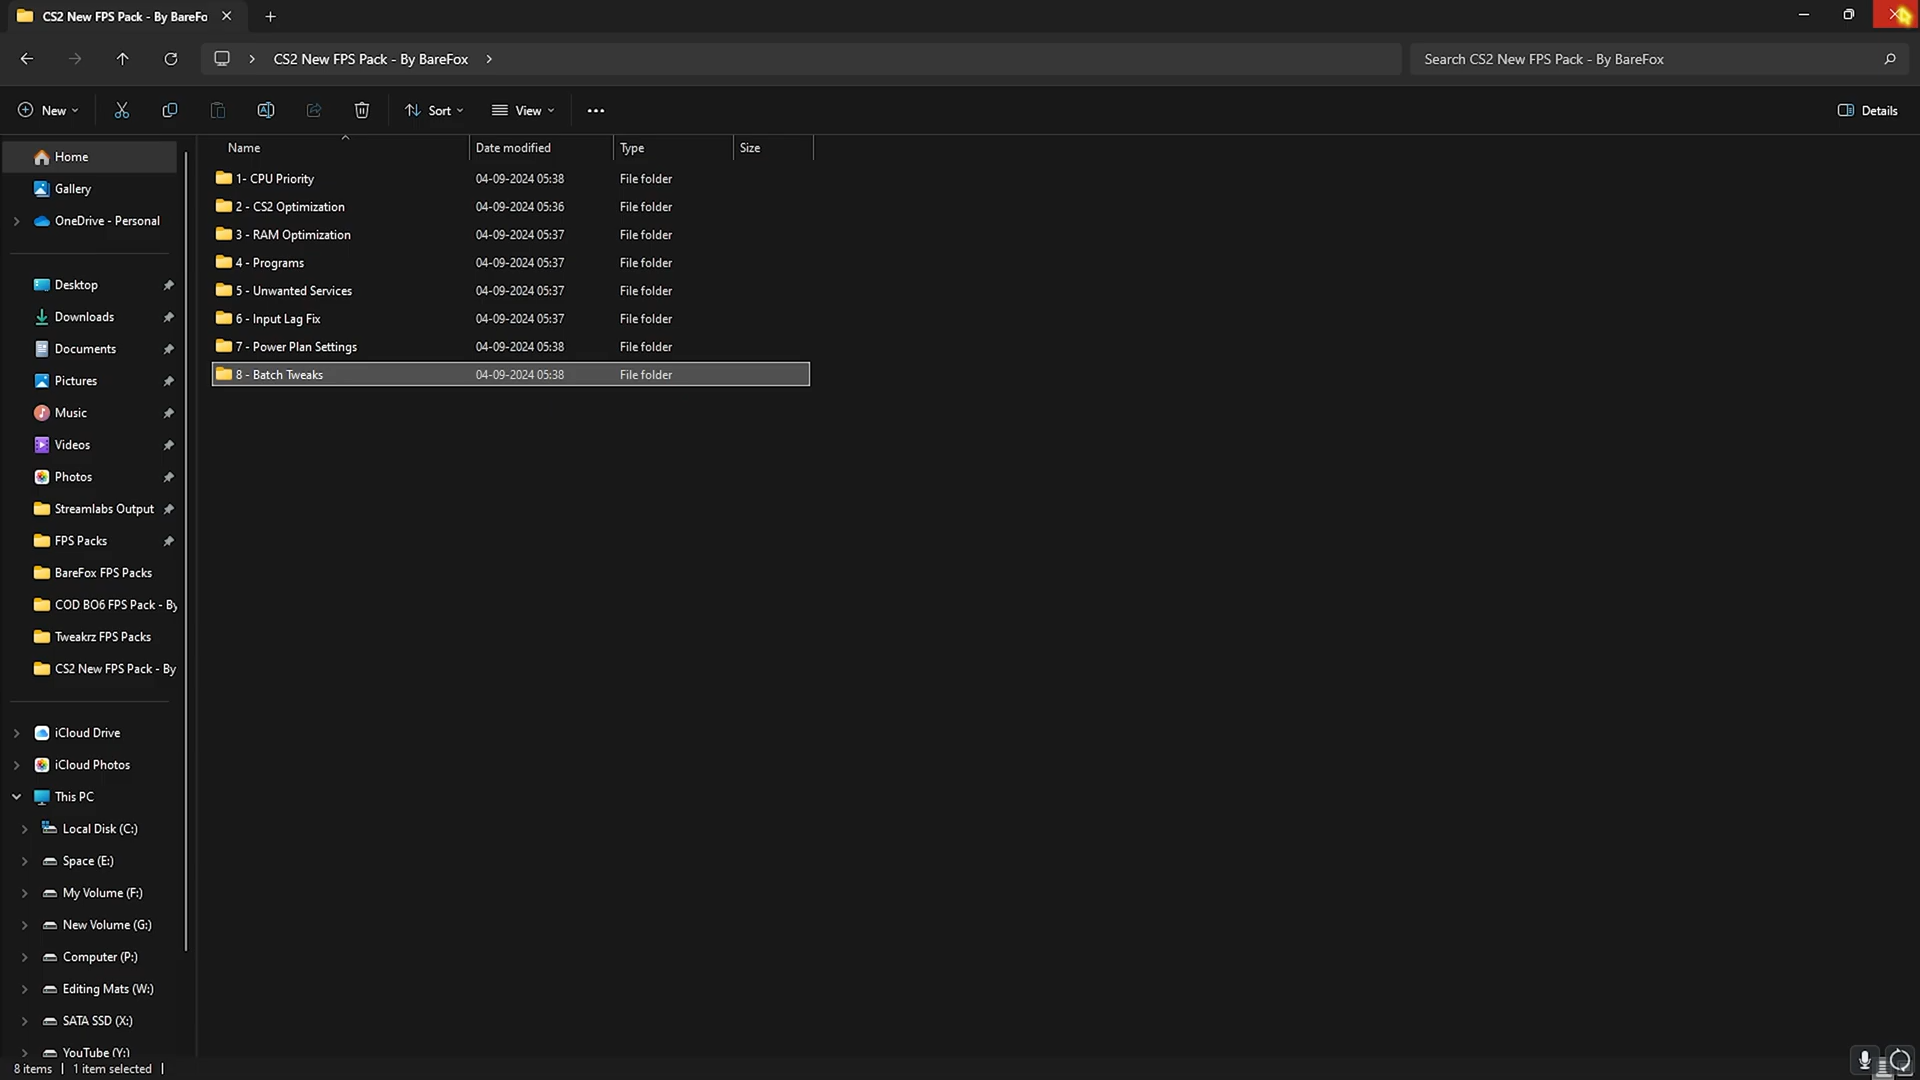 CS2 New FPS Pack - By BareFo
CS2 New FPS Pack - By BareFox
Search CS2 New FPS Pack - By BareFox
New
Sort
View
Details
Name Date modified Type Size
Home
Gallery
OneDrive - Personal
Desktop
Downloads
Documents
Pictures
Music
Videos
Photos
Streamlabs Output
FPS Packs
BareFox FPS Packs
COD BO6 FPS Pack - By
Tweakrz FPS Packs
CS2 New FPS Pack - By
iCloud Drive
iCloud Photos
This PC
Local Disk (C:)
Space (E:)
My Volume (F:)
New Volume (G:)
Computer (P:)
Editing Mats (W:)
SATA SSD (X:)
YouTube (Y:)
1- CPU Priority 04-09-2024 05:38 File folder
2 - CS2 Optimization 04-09-2024 05:36 File folder
3 - RAM Optimization 04-09-2024 05:37 File folder
4 - Programs 04-09-2024 05:37 File folder
5 - Unwanted Services 04-09-2024 05:37 File folder
6 - Input Lag Fix 04-09-2024 05:37 File folder
7 - Power Plan Settings 04-09-2024 05:38 File folder
8 - Batch Tweaks 04-09-2024 05:38 File folder
8 items 1 item selected